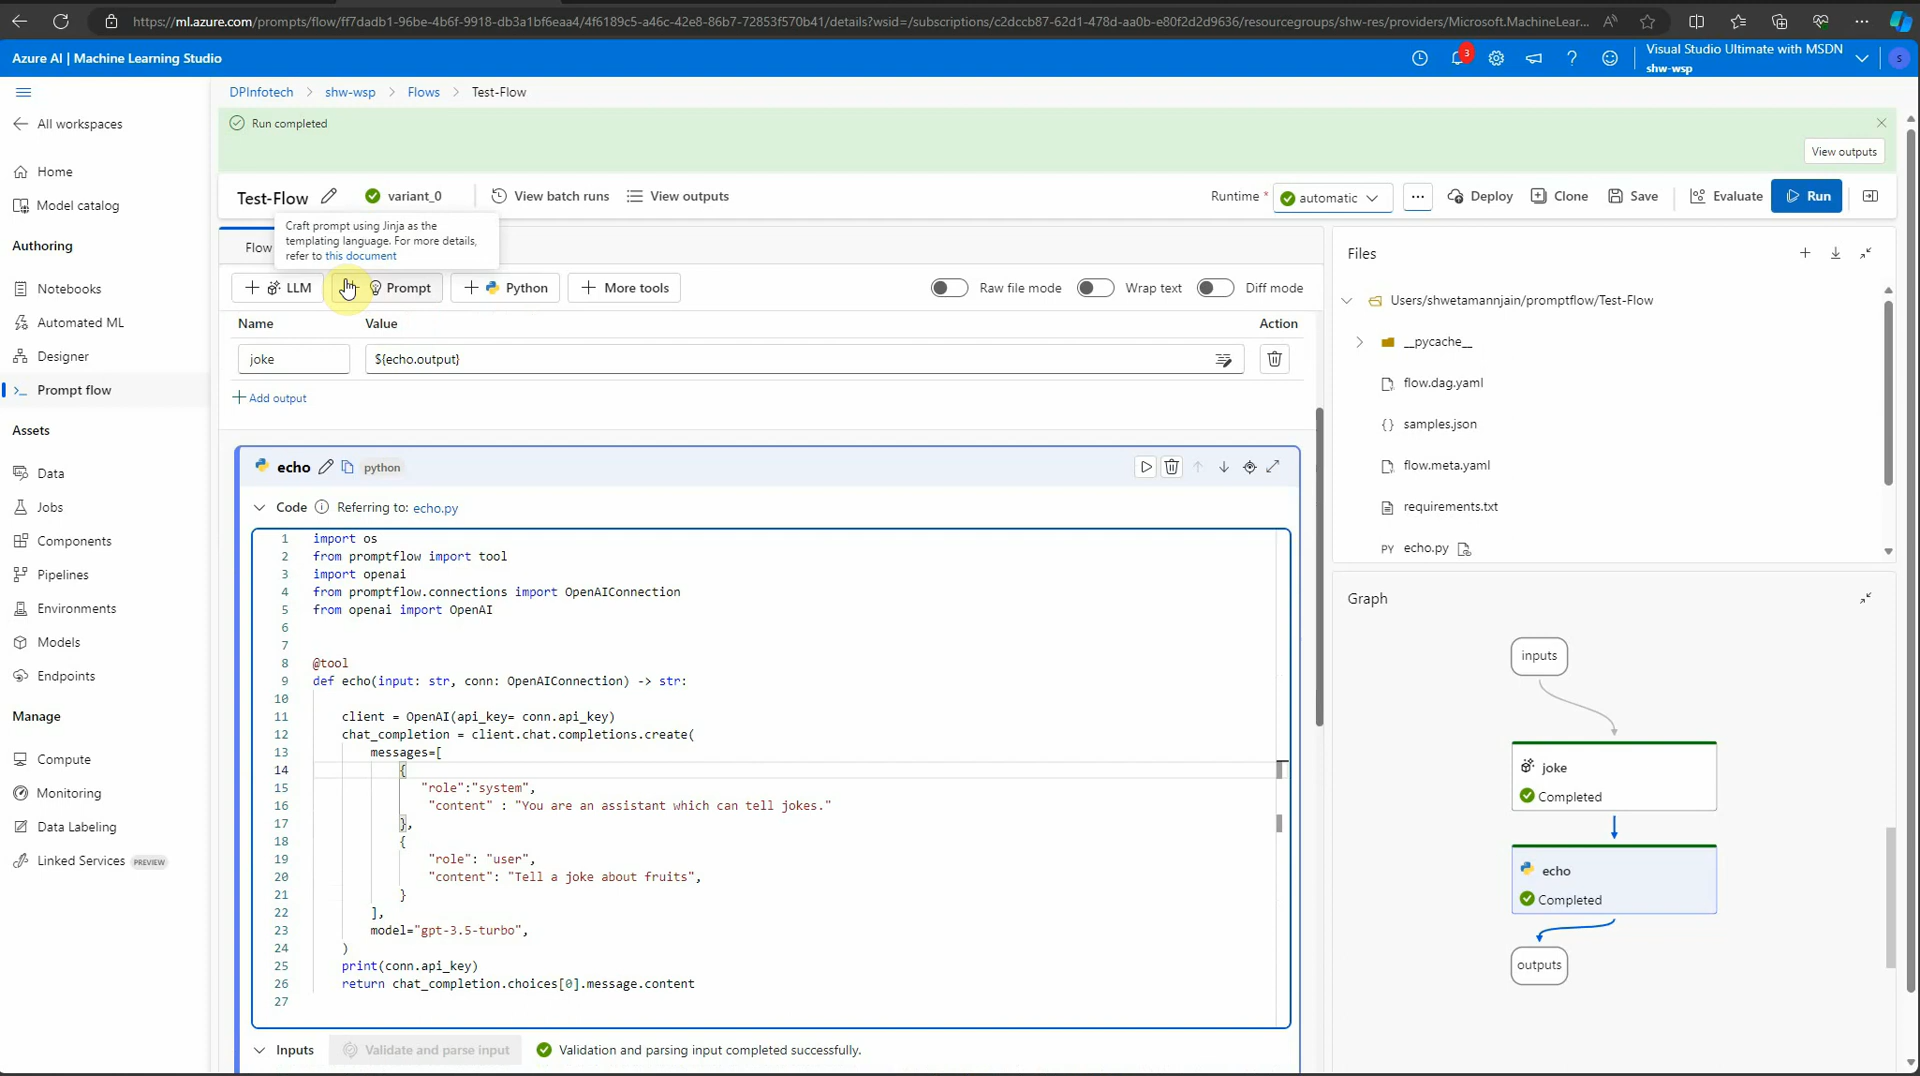 https://ml.azure.com/prompts/flow/ff7dadb1-96be-4b6f-9918-db3a1bf6eaa4/4f6189c5-a46c-42e8-86b7-72853f570b41/details?wsid=/subscriptions/c2dccb87-62d1-478d-aa0b-e80f2d2d9636/resourcegroups/shw-res/providers/Microsoft.MachineLear...
Azure AI | Machine Learning Studio
3
Visual Studio Ultimate with MSDN
shw-wsp
S
All workspaces
Home
Model catalog
Authoring
Notebooks
Automated ML
Designer
Prompt flow
Assets
Data
Jobs
Components
Pipelines
Environments
Models
Endpoints
Manage
Compute
Monitoring
Data Labeling
Linked Services PREVIEW
DPInfotech > shw-wsp > Flows > Test-Flow
Run completed
View outputs
Test-Flow variant_0 View batch runs View outputs
Runtime * automatic ... Deploy Clone Save Evaluate Run
Craft prompt using Jinja as the
templating language. For more details,
refer to this document
Flow
+ LLM Prompt + Python + More tools
Raw file mode Wrap text Diff mode
Name Value Action
joke ${echo.output}
+ Add output
echo python
Code Referring to: echo.py
1 import os
2 from promptflow import tool
3 import openai
4 from promptflow.connections import OpenAIConnection
5 from openai import OpenAI
6
7
8 @tool
9 def echo(input: str, conn: OpenAIConnection) -> str:
10
11 client = OpenAI(api_key= conn.api_key)
12 chat_completion = client.chat.completions.create(
13 messages=[
14 {
15 "role":"system",
16 "content" : "You are an assistant which can tell jokes."
17 },
18 {
19 "role": "user",
20 "content": "Tell a joke about fruits",
21 }
22 ],
23 model="gpt-3.5-turbo",
24 )
25 print(conn.api_key)
26 return chat_completion.choices[0].message.content
27
Inputs Validate and parse input Validation and parsing input completed successfully.
Files
Users/shwetamannjain/promptflow/Test-Flow
__pycache__
flow.dag.yaml
{} samples.json
flow.meta.yaml
requirements.txt
PY echo.py
Graph
inputs
joke
Completed
echo
Completed
outputs